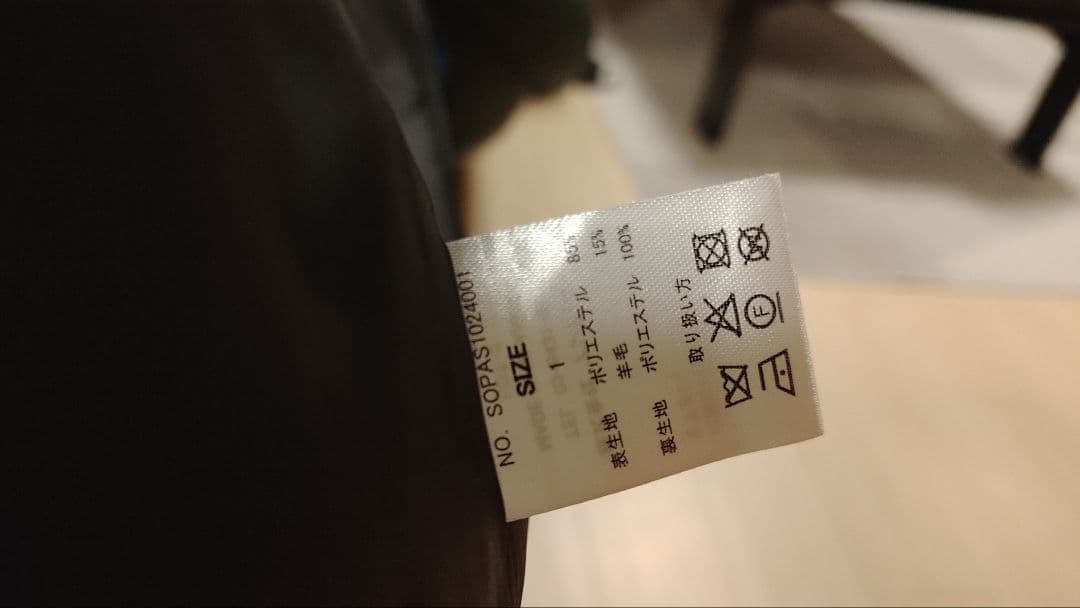 NO. SOPAS1024001
SIZE
1
表生地 ポリエステル 85%
羊毛 15%
裏生地 ポリエステル 100%
取り扱い方
F